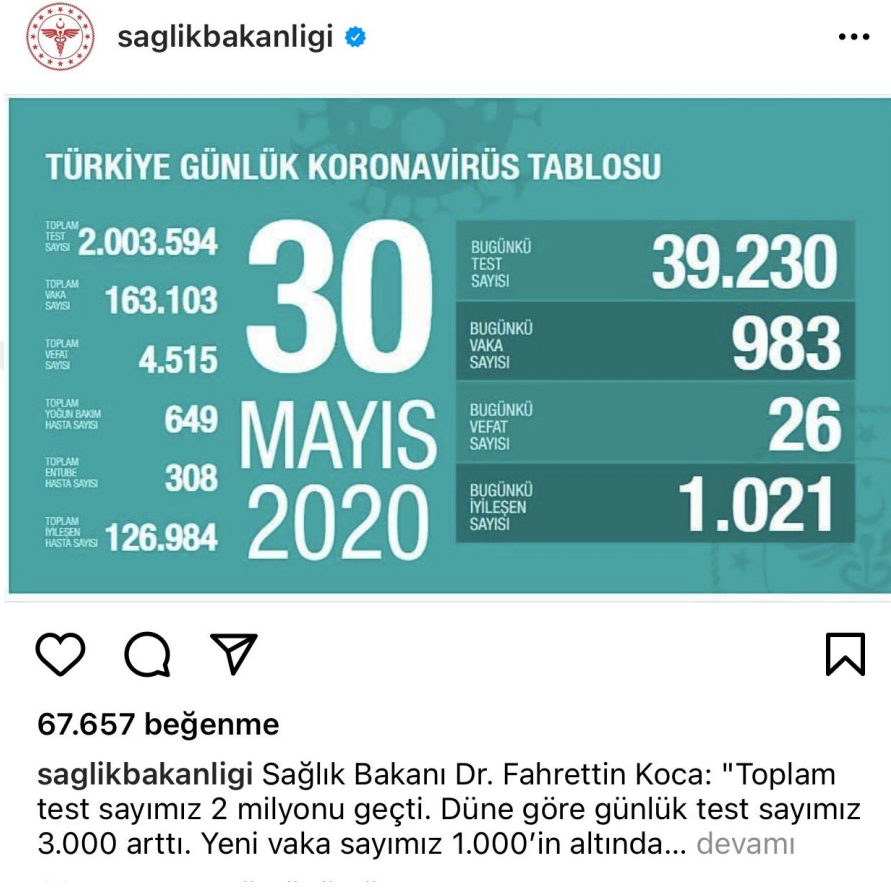 saglikbakanligi
TÜRKİYE GÜNLÜK KORONAVİRÜS TABLOSU
TOPLAM
TEST
SAYISI
2.003.594
TOPLAM
VAKA
SAYISI
163.103
TOPLAM
VEFAT
SAYISI
4.515
TOPLAM
YOĞUN BAKIM
HASTA SAYISI
649
TOPLAM
ENTUBE
HASTA SAYISI
308
TOPLAM
İYİLEŞEN
HASTA SAYISI
126.984
30
MAYIS
2020
BUGÜNKÜ
TEST
SAYISI
39.230
BUGÜNKÜ
VAKA
SAYISI
983
BUGÜNKÜ
VEFAT
SAYISI
26
BUGÜNKÜ
İYİLEŞEN
SAYISI
1.021
67.657 beğenme
saglikbakanligi Sağlık Bakanı Dr. Fahrettin Koca: "Toplam
test sayımız 2 milyonu geçti. Düne göre günlük test sayımız
3.000 arttı. Yeni vaka sayımız 1.000’in altında... devamı